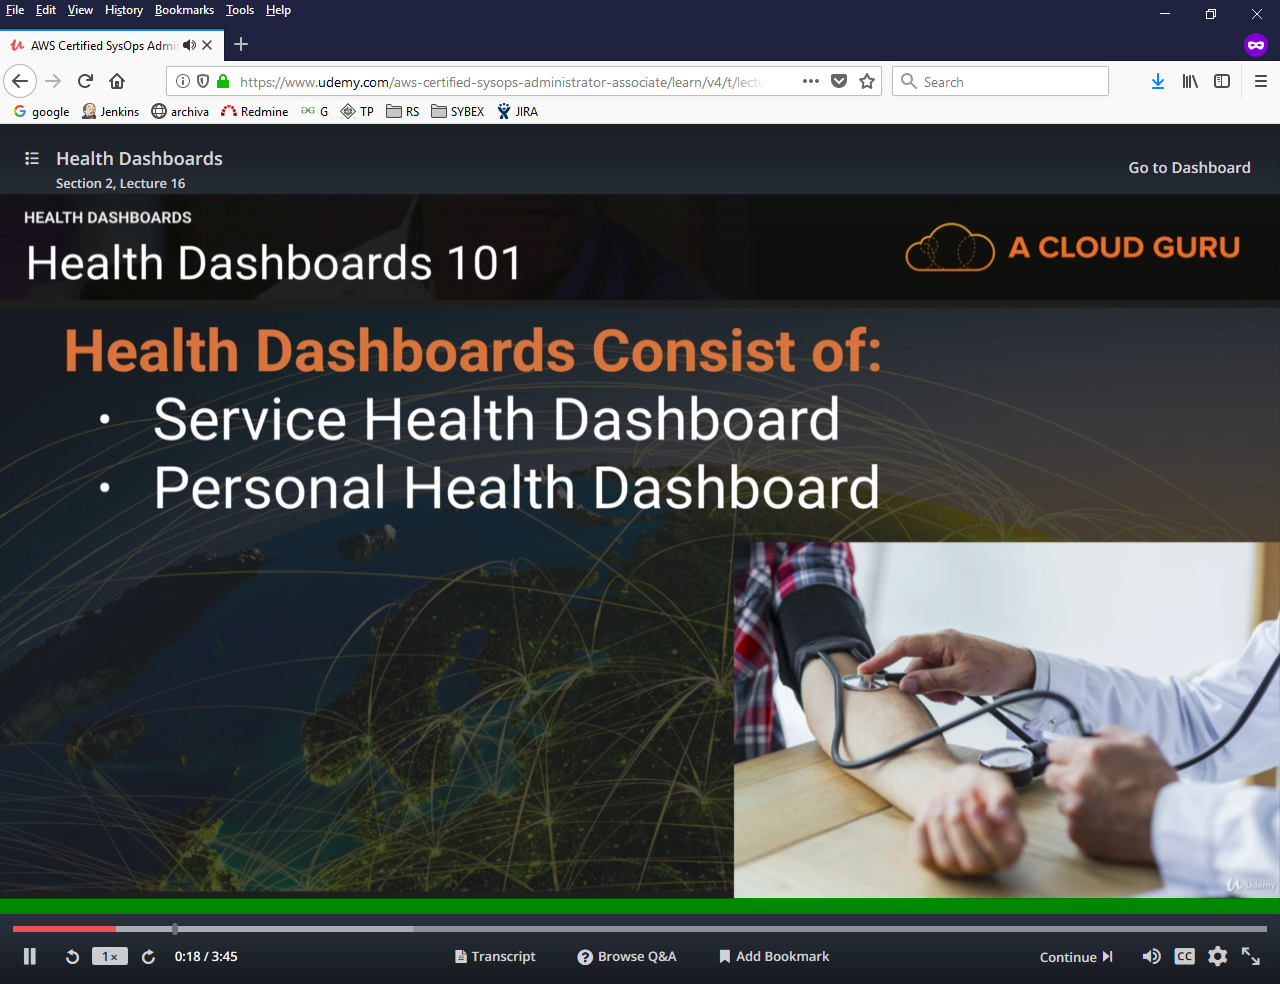 File Edit View History Bookmarks Tools Help
AWS Certified SysOps Admi
https://www.udemy.com/aws-certified-sysops-administrator-associate/learn/v4/t/lectu
Search
google Jenkins archiva Redmine G TP RS SYBEX JIRA
Health Dashboards
Section 2, Lecture 16
Go to Dashboard
HEALTH DASHBOARDS
Health Dashboards 101
A CLOUD GURU
Health Dashboards Consist of:
• Service Health Dashboard
• Personal Health Dashboard
Udemy
1x
0:18 / 3:45
Transcript
Browse Q&A
Add Bookmark
Continue
CC